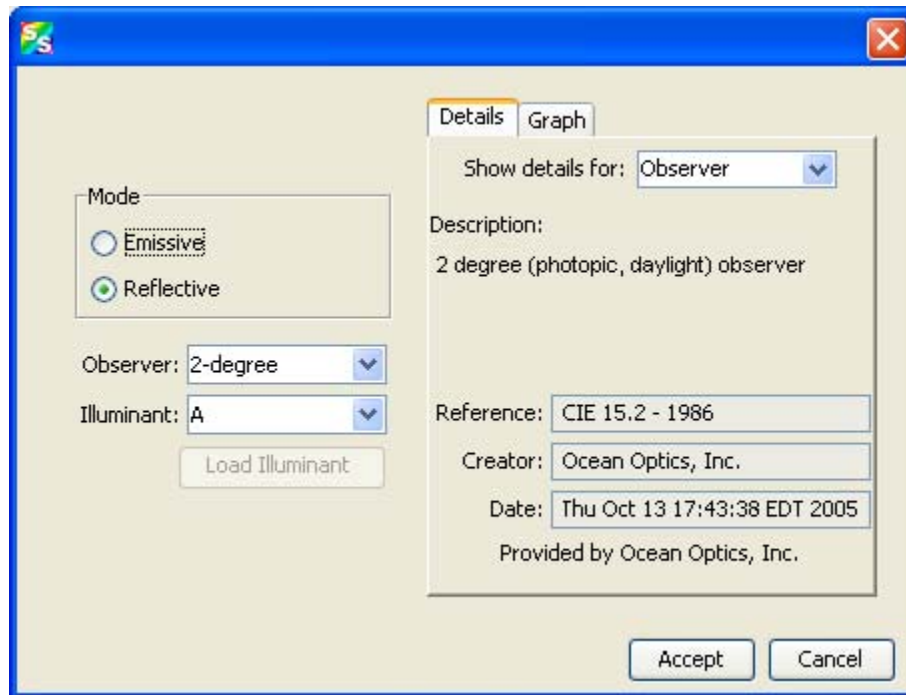 SS
Mode
Emissive
Reflective
Observer: 2-degree
Illuminant: A
Load Illuminant
Details
Graph
Show details for: Observer
Description:
2 degree (photopic, daylight) observer
Reference: CIE 15.2 - 1986
Creator: Ocean Optics, Inc.
Date: Thu Oct 13 17:43:38 EDT 2005
Provided by Ocean Optics, Inc.
Accept
Cancel